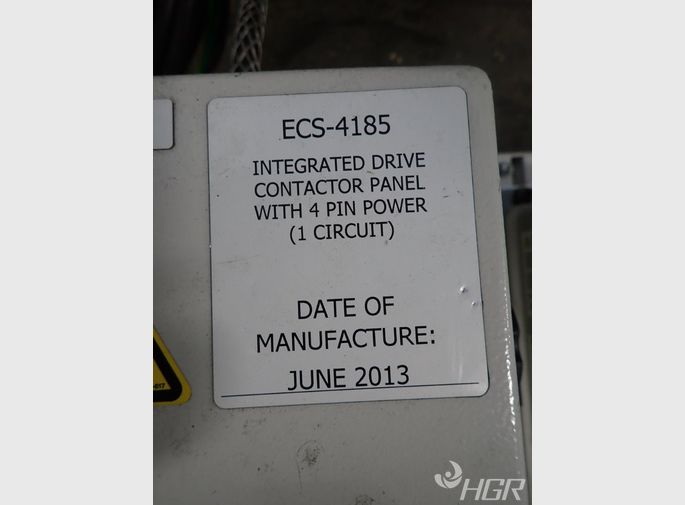 ECS-4185
INTEGRATED DRIVE
CONTACTOR PANEL
WITH 4 PIN POWER
(1 CIRCUIT)
DATE OF
MANUFACTURE:
JUNE 2013
HGR